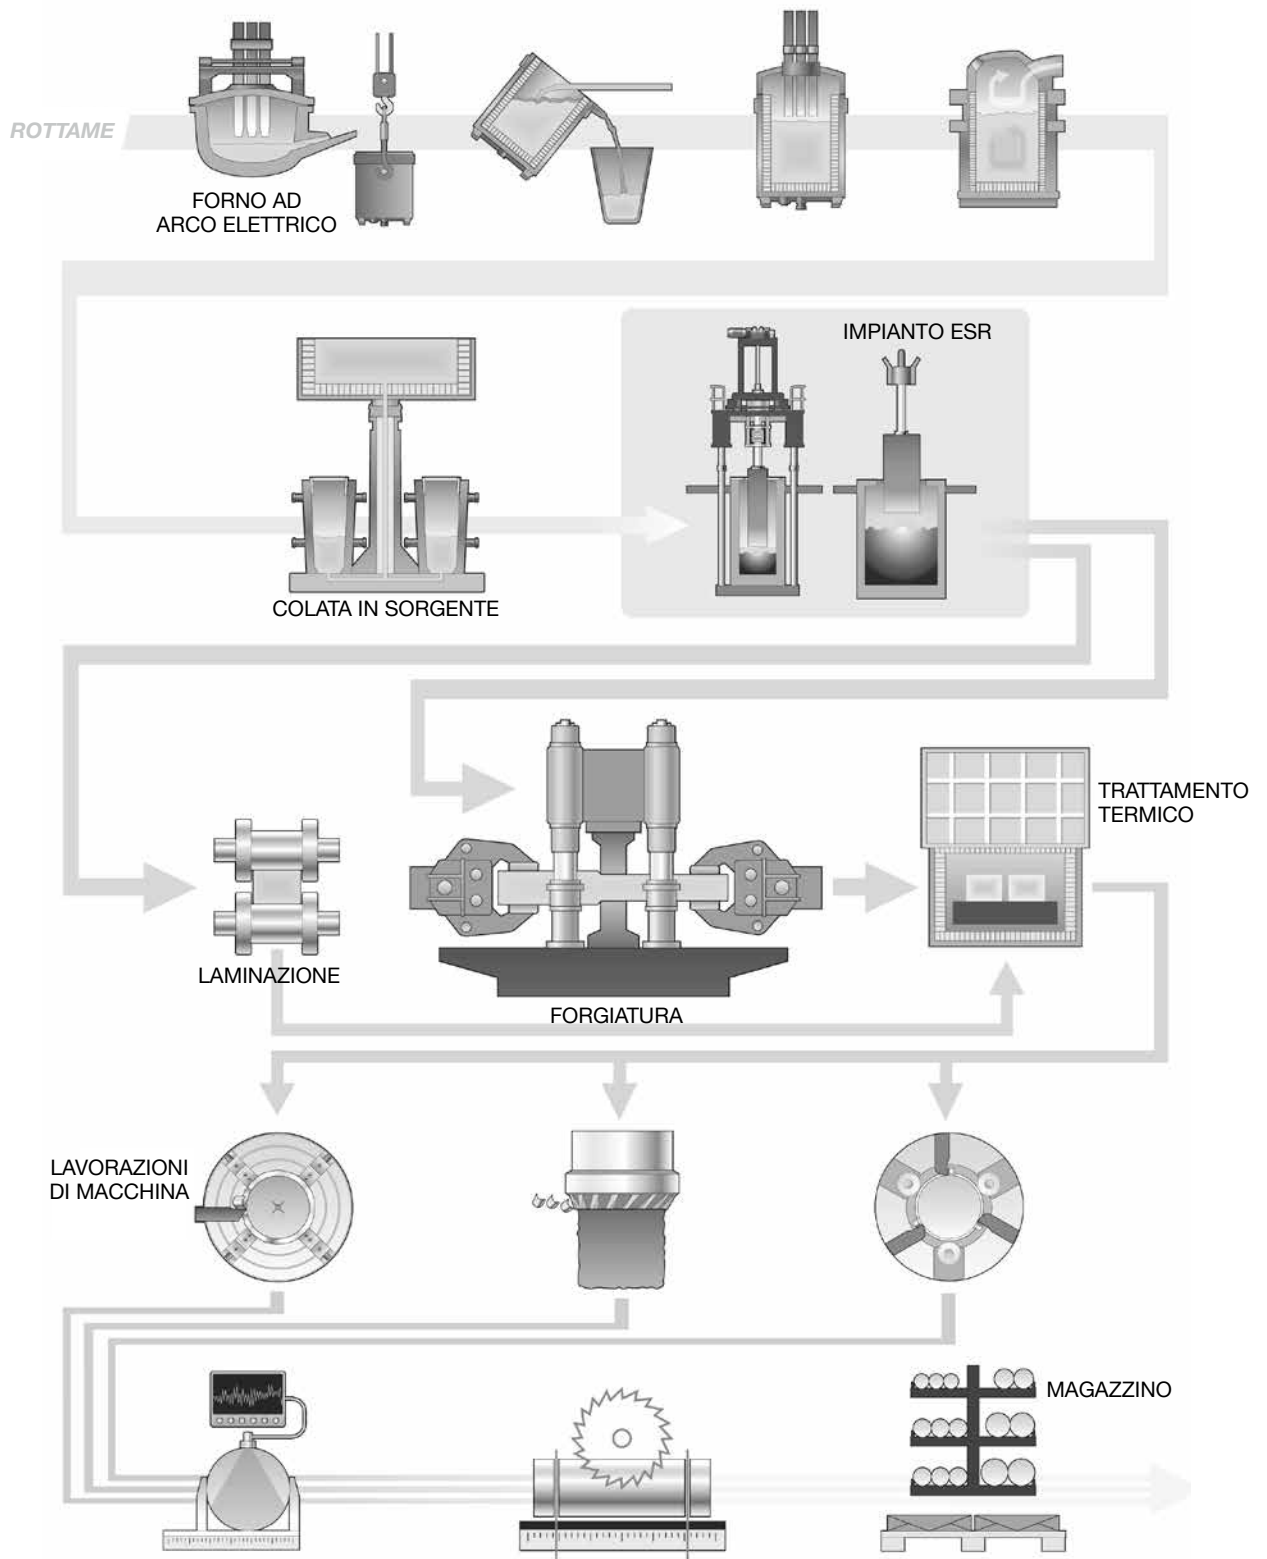 ROTTAME
FORNO AD
ARCO ELETTRICO
IMPIANTO ESR
COLATA IN SORGENTE
TRATTAMENTO
TERMICO
LAMINAZIONE
FORGIATURA
LAVORAZIONI
DI MACCHINA
MAGAZZINO